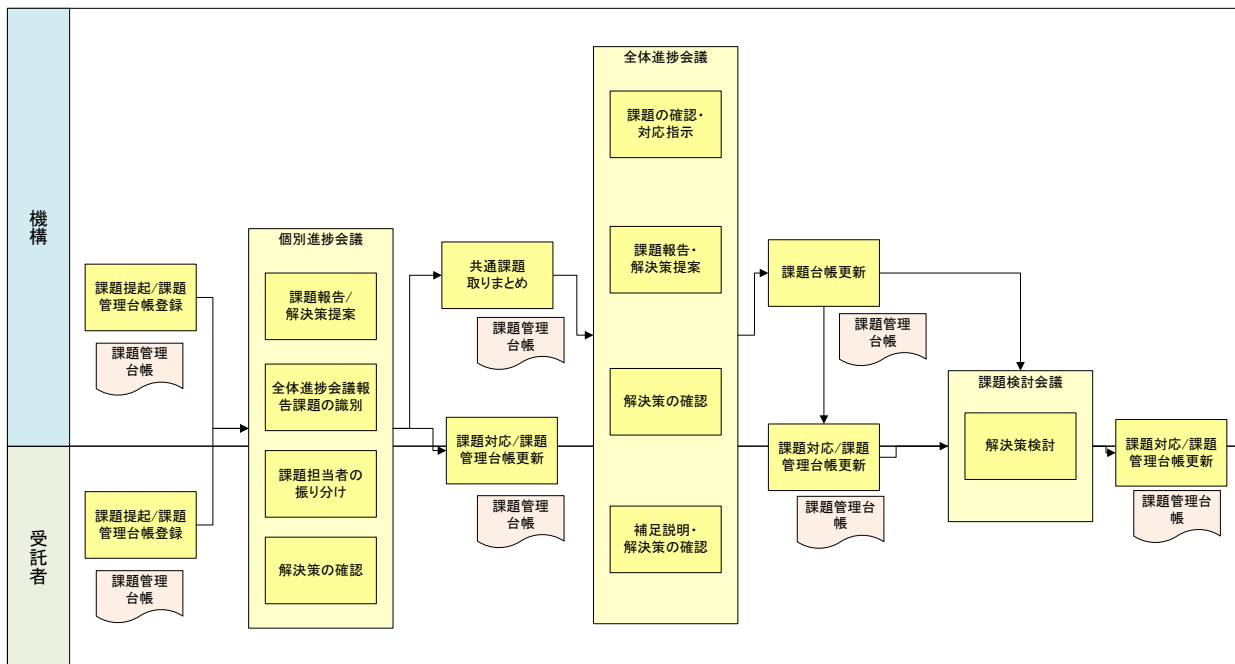 機構
受託者
課題提起/課題
管理台帳登録
課題管理
台帳
課題提起/課題
管理台帳登録
課題管理
台帳
個別進捗会議
課題報告/
解決策提案
全体進捗会議報
告課題の識別
課題担当者の
振り分け
解決策の確認
共通課題
取りまとめ
課題管理
台帳
課題対応/課題
管理台帳更新
課題管理
台帳
全体進捗会議
課題の確認・
対応指示
課題報告・
解決策提案
解決策の確認
補足説明・
解決策の確認
課題台帳更新
課題管理
台帳
課題対応/課題
管理台帳更新
課題管理台
帳
課題検討会議
解決策検討
課題対応/課題
管理台帳更新
課題管理台
帳